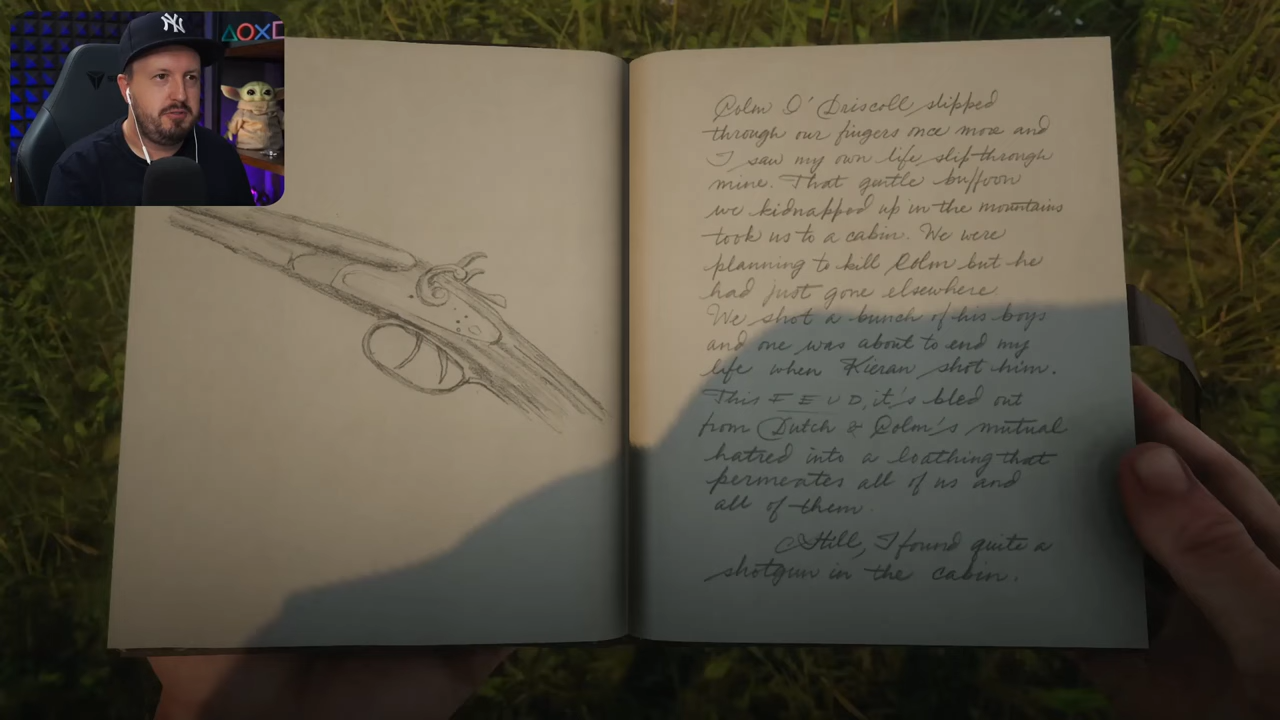 Colm O'Driscoll slipped
through our fingers once more and
I saw my own life slip through
mine. That gentle buffoon
we kidnapped up in the mountains
took us to a cabin. We were
planning to kill Colm but he
had just gone elsewhere.
We shot a bunch of his boys
and one was about to end my
life when Kieran shot him.
This FEUD, it's bled out
from Dutch & Colm's mutual
hatred into a loathing that
permeates all of us and
all of them.
Still, I found quite a
shotgun in the cabin.